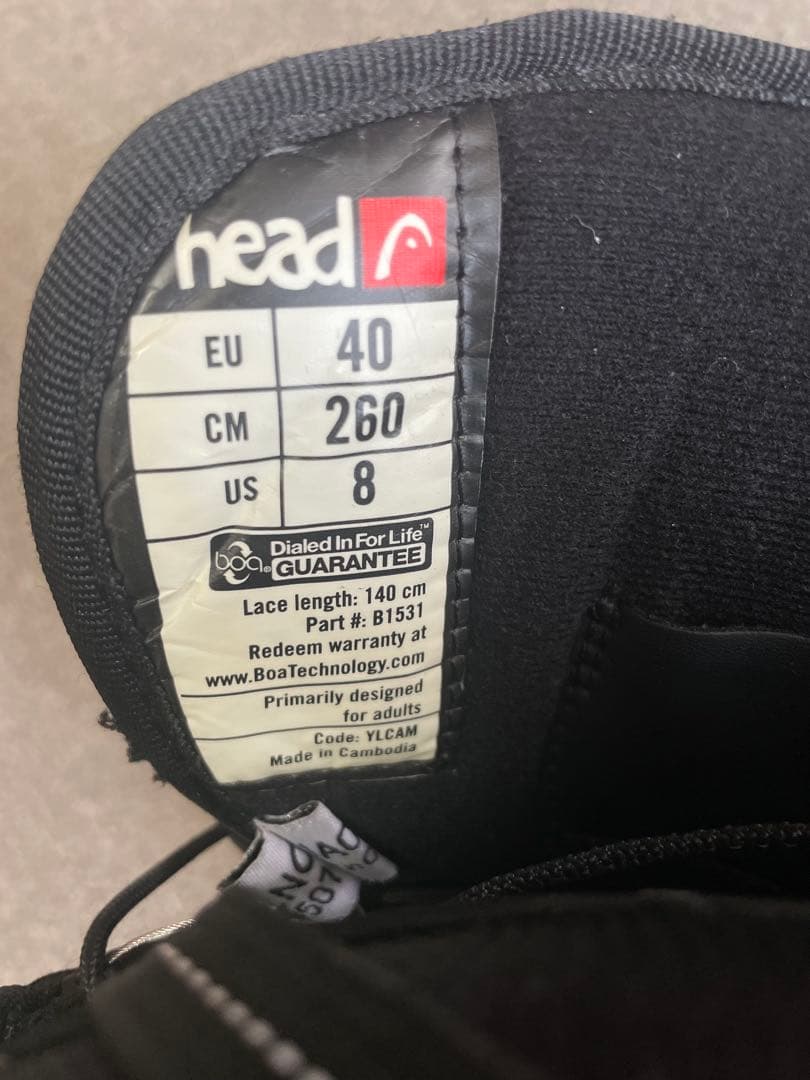 head
EU 40
CM 260
US 8
boa® Dialed In For Life™
GUARANTEE
Lace length: 140 cm
Part #: B1531
Redeem warranty at
www.BoaTechnology.com
Primarily designed
for adults
Code: YLCAM
Made in Cambodia